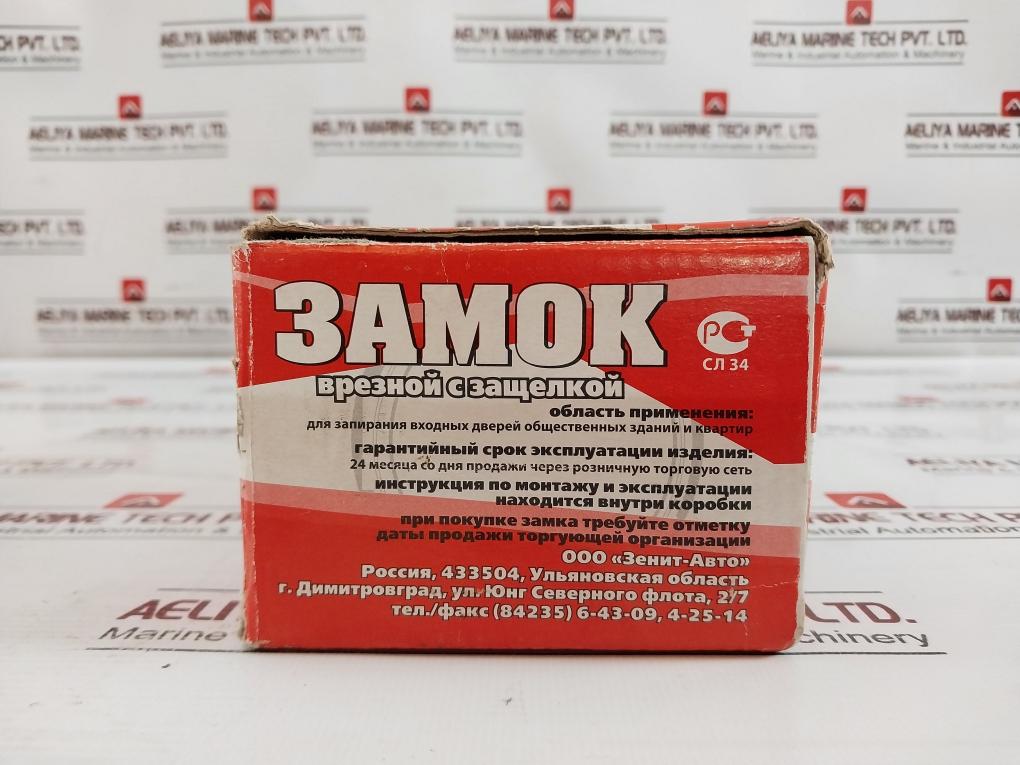 AELIYA MARINE TECH PVT. LTD.
Marine & Industrial Automation & Machinery
ЗАМОК
врезной с защелкой
РСТ
СЛ 34
область применения:
для запирания входных дверей общественных зданий и квартир
гарантийный срок эксплуатации изделия:
24 месяца со дня продажи через розничную торговую сеть
инструкция по монтажу и эксплуатации
находится внутри коробки
при покупке замка требуйте отметку
даты продажи торгующей организации
ООО «Зенит-Авто»
Россия, 433504, Ульяновская область
г. Димитровград, ул. Юнг Северного флота, 2/7
тел./факс (84235) 6-43-09, 4-25-14